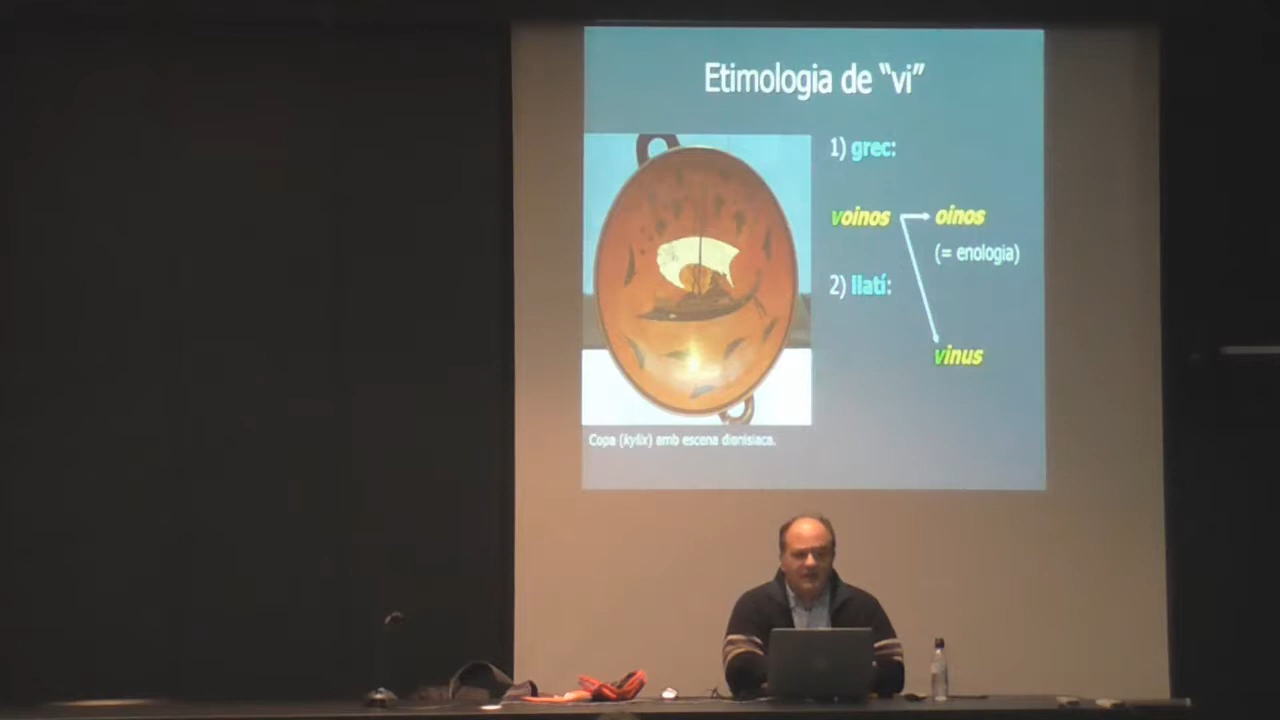 Etimologia de “vi”
1) grec:
voinos oinos
(= enologia)
2) llatí:
vinus
Copa (kylix) amb escena dionisiaca.